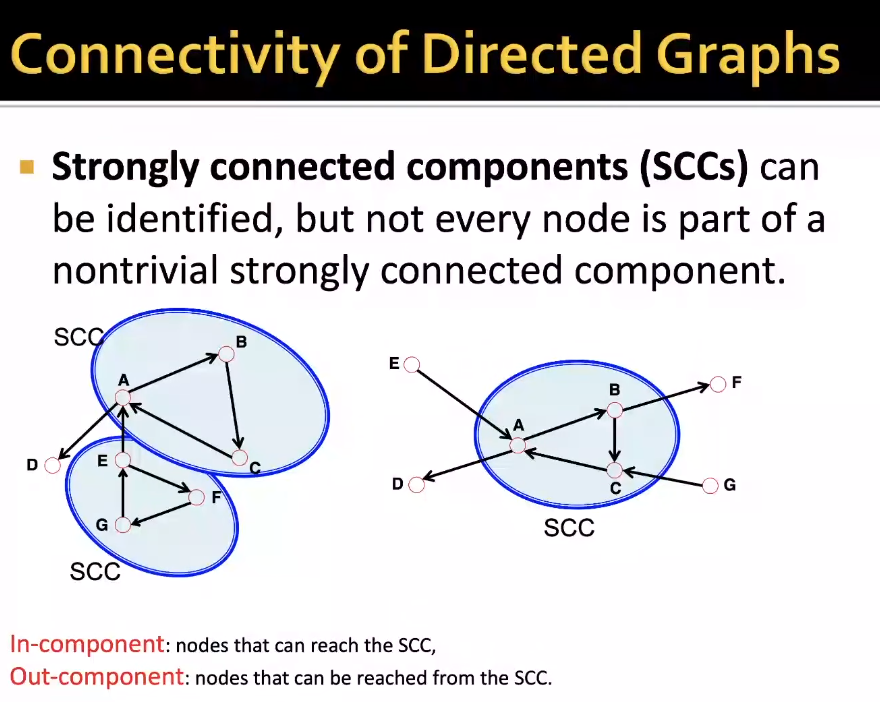 Connectivity of Directed Graphs
▪ Strongly connected components (SCCs) can
be identified, but not every node is part of a
nontrivial strongly connected component.
SCC
B
A
D
E
C
F
G
SCC
E
B
F
A
D
C
G
SCC
In-component: nodes that can reach the SCC,
Out-component: nodes that can be reached from the SCC.